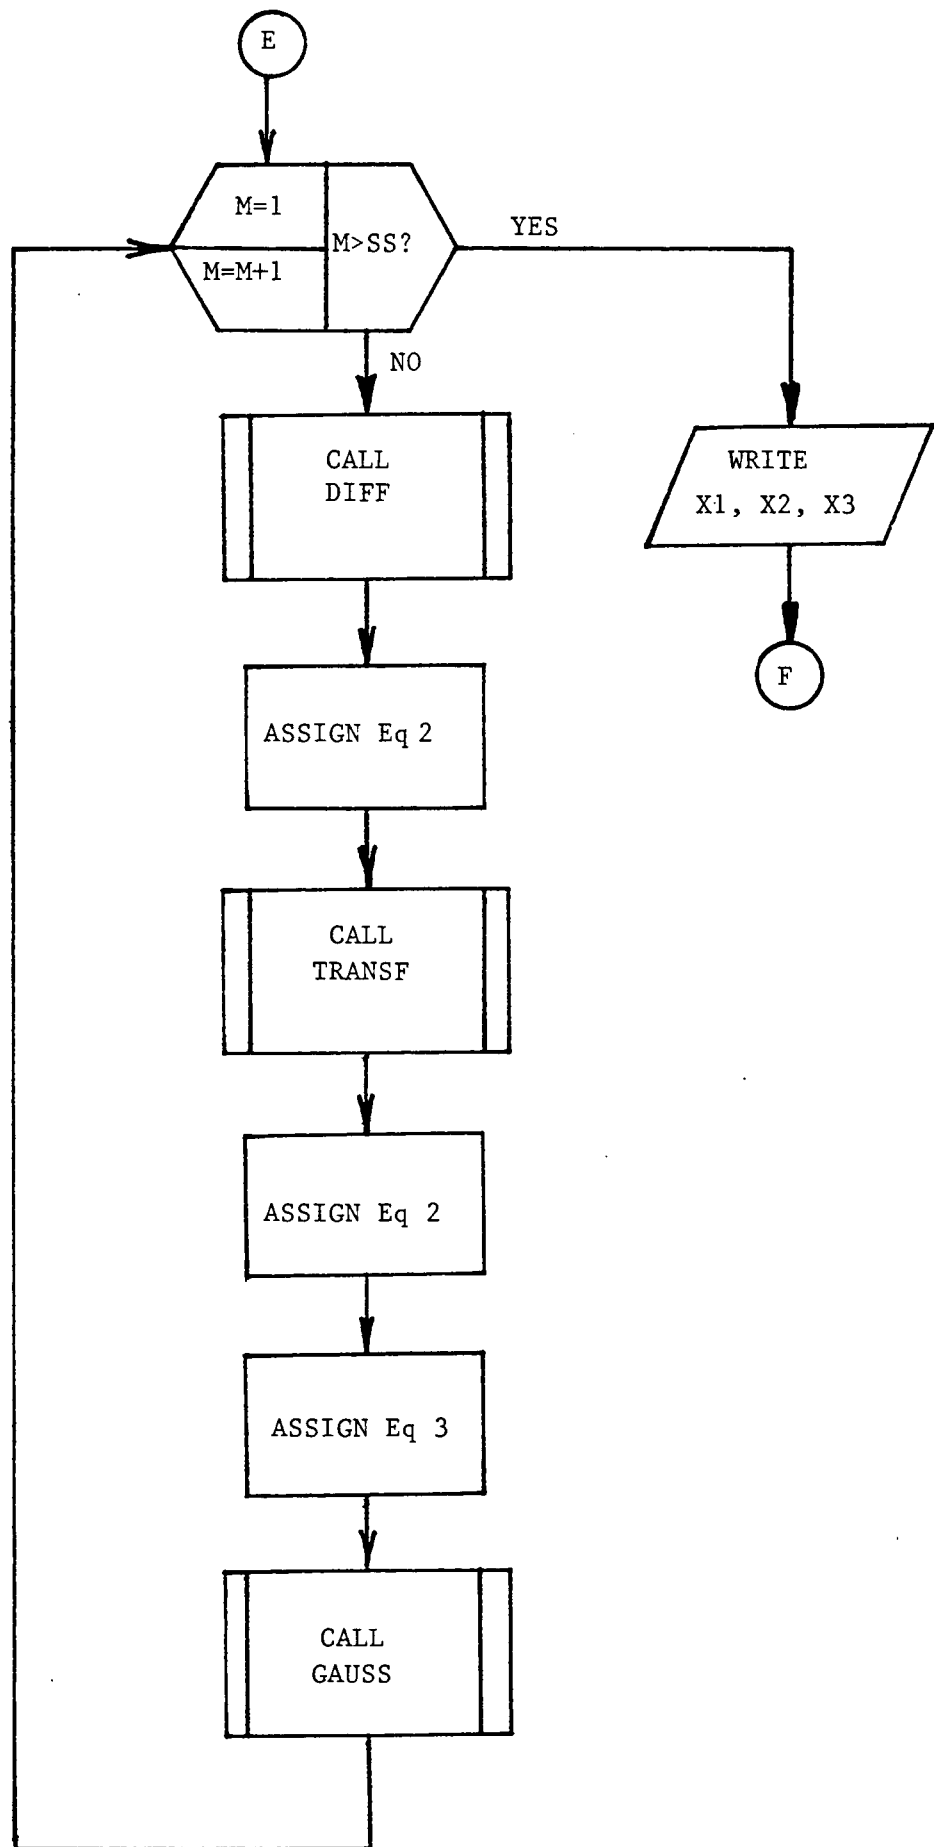 E
M=1
M>SS?
M=M+1
YES
NO
CALL
DIFF
WRITE
X1, X2, X3
F
ASSIGN Eq 2
CALL
TRANSF
ASSIGN Eq 2
ASSIGN Eq 3
CALL
GAUSS